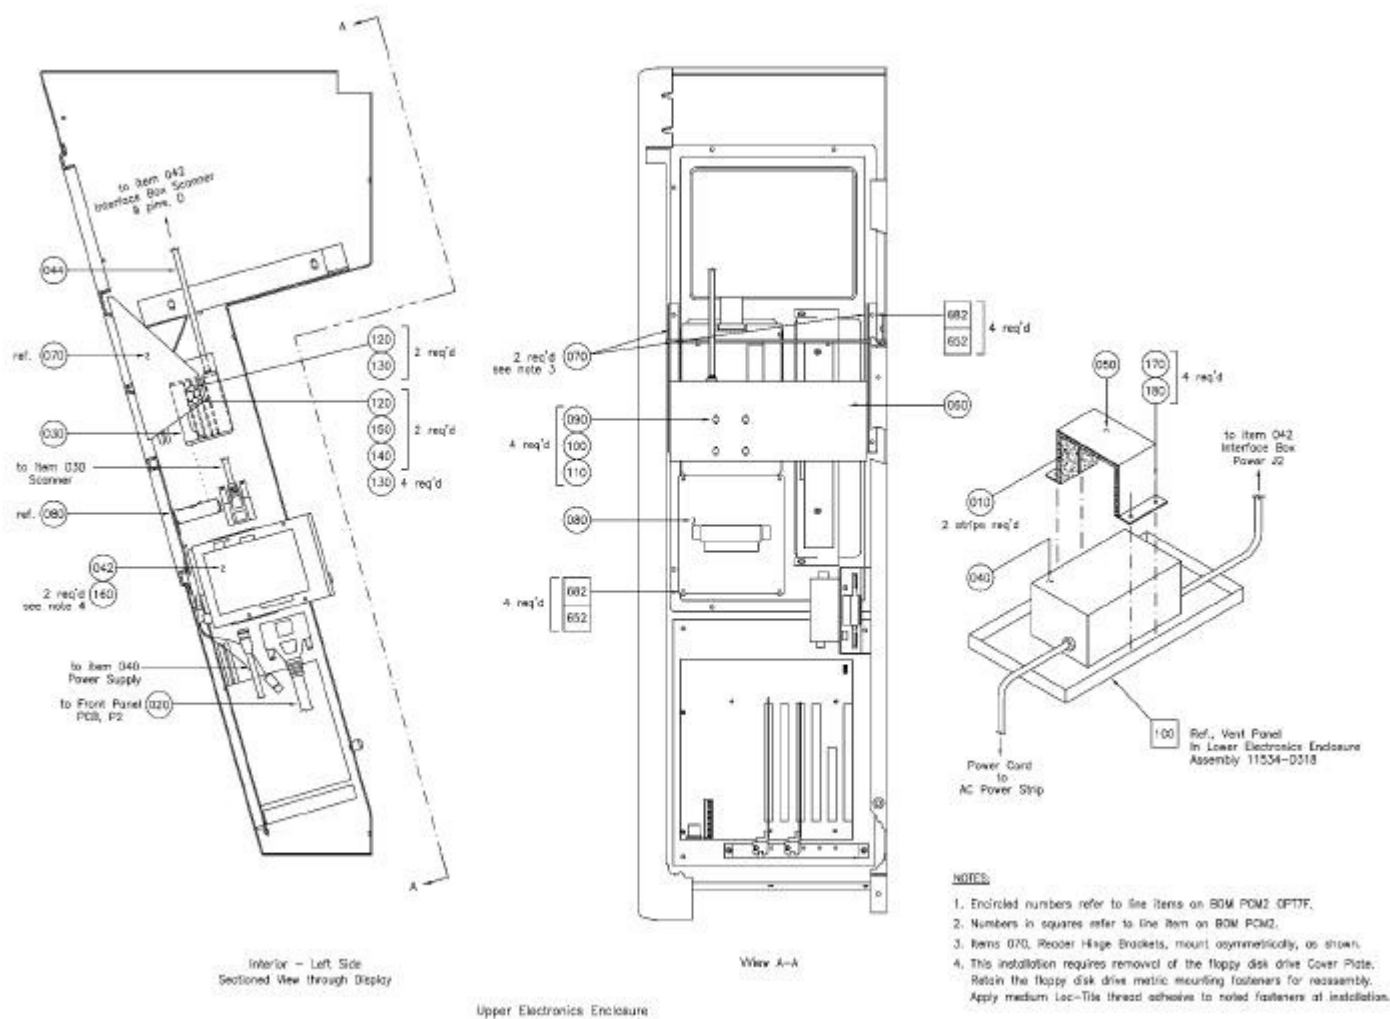 A
to Item 042
Interface Box Scanner
9 pins, D
044
ref. 070
120
130
2 req'd
120
150
140
2 req'd
130 4 req'd
030
to Item 030
Scanner
ref. 080
042
2 req'd 160
see note 4
to Item 040
Power Supply
to Front Panel 020
PCB, P2
A
Interior - Left Side
Sectioned View through Display
2 req'd 070
see note 3
682
652
4 req'd
060
090
100
110
4 req'd
080
682
652
4 req'd
View A-A
Upper Electronics Enclosure
050
170
180
4 req'd
to Item 042
Interface Box
Power J2
010
2 strips req'd
040
100
Ref., Vent Panel
In Lower Electronics Enclosure
Assembly 11534-D318
Power Cord
to
AC Power Strip
NOTES:
1. Encircled numbers refer to line items on BOM PCM2 OPT7F.
2. Numbers in squares refer to line item on BOM PCM2.
3. Items 070, Reader Hinge Brackets, mount asymmetrically, as shown.
4. This installation requires removal of the floppy disk drive Cover Plate.
Retain the floppy disk drive metric mounting fasteners for reassembly.
Apply medium Loc-Tite thread adhesive to noted fasteners at installation.